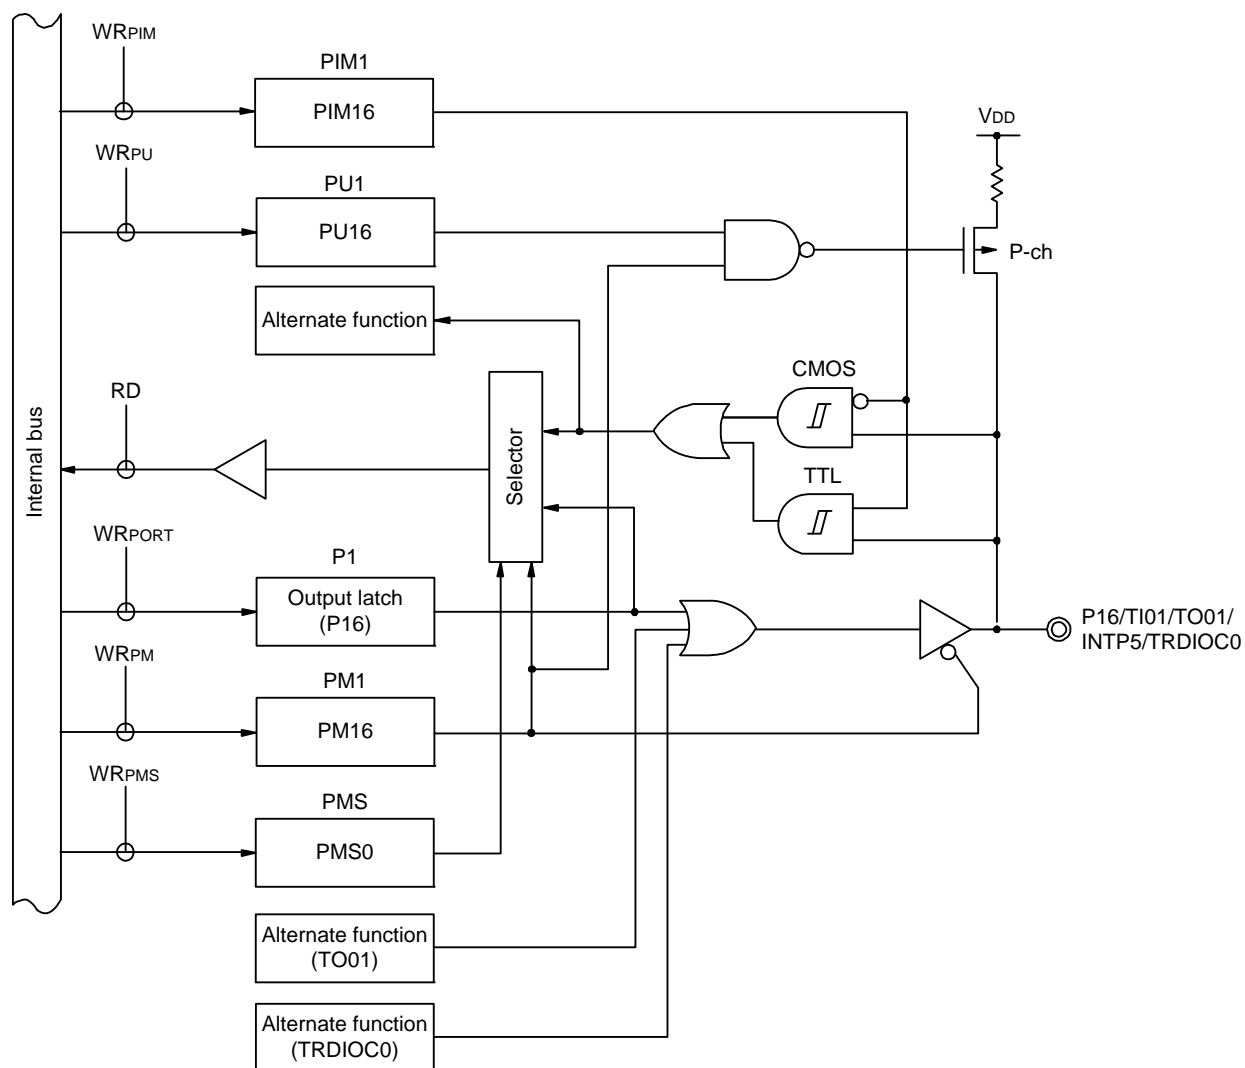 WRPIM
PIM1
PIM16
VDD
WRPU
PU1
PU16
P-ch
Alternate function
CMOS
RD
Internal bus
Selector
TTL
WRPORT
P1
Output latch
(P16)
P16/TI01/TO01/
INTP5/TRDIOC0
WRPM
PM1
PM16
WRPMS
PMS
PMS0
Alternate function
(TO01)
Alternate function
(TRDIOC0)